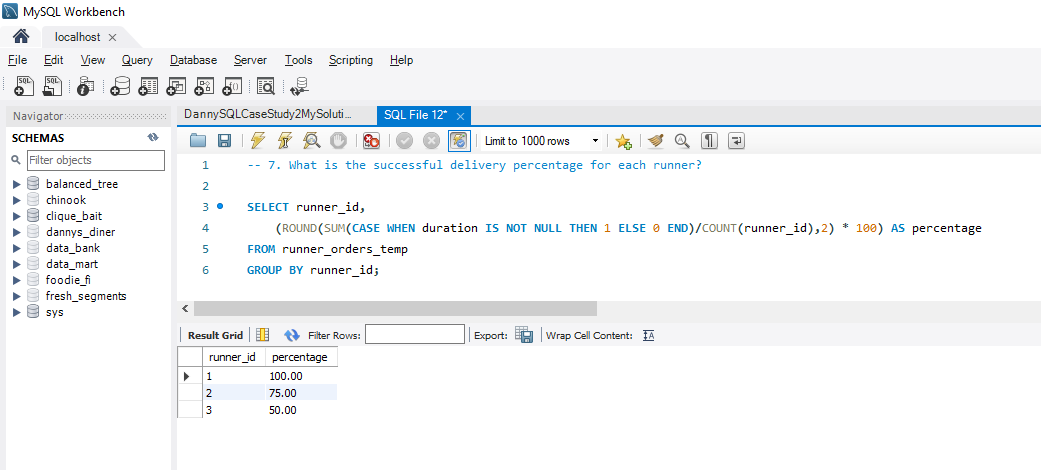 MySQL Workbench
localhost
File Edit View Query Database Server Tools Scripting Help
Navigator
SCHEMAS
Filter objects
balanced_tree
chinook
clique_bait
dannys_diner
data_bank
data_mart
foodie_fi
fresh_segments
sys
DannySQLCaseStudy2MySoluti... SQL File 12*
Limit to 1000 rows
1 -- 7. What is the successful delivery percentage for each runner?
2
3 SELECT runner_id,
4 (ROUND(SUM(CASE WHEN duration IS NOT NULL THEN 1 ELSE 0 END)/COUNT(runner_id),2) * 100) AS percentage
5 FROM runner_orders_temp
6 GROUP BY runner_id;
Result Grid Filter Rows: Export: Wrap Cell Content:
runner_id percentage
1 100.00
2 75.00
3 50.00